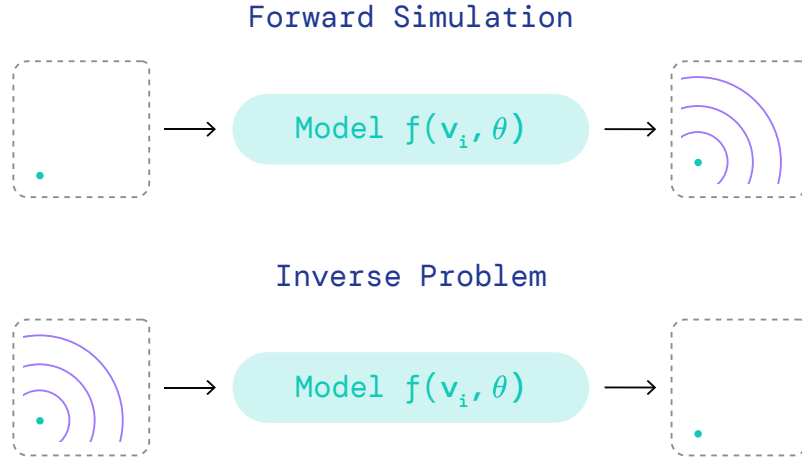 Forward Simulation
Model ƒ(vᵢ, θ)
Inverse Problem
Model ƒ(vᵢ, θ)